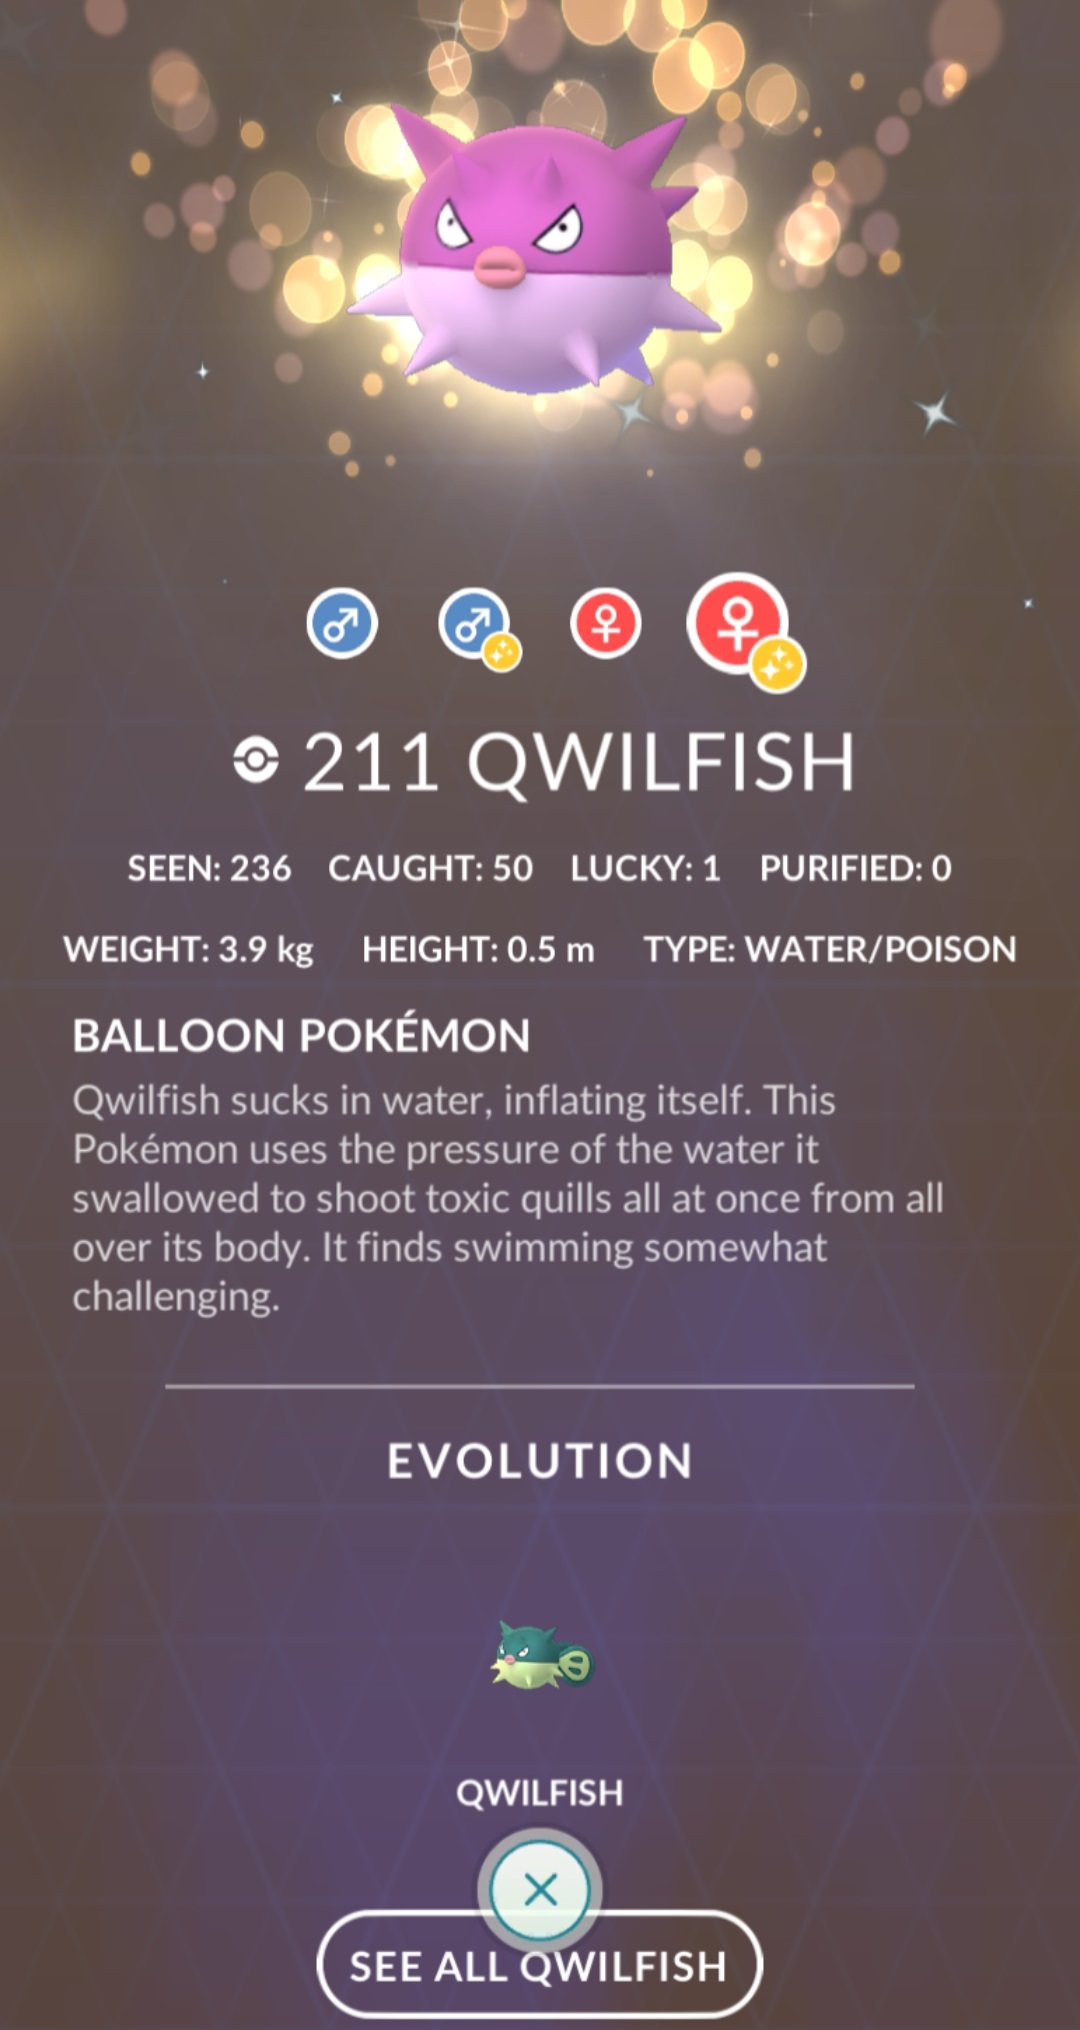 211 QWILFISH
SEEN: 236 CAUGHT: 50 LUCKY: 1 PURIFIED: 0
WEIGHT: 3.9 kg HEIGHT: 0.5 m TYPE: WATER/POISON
BALLOON POKÉMON
Qwilfish sucks in water, inflating itself. This
Pokémon uses the pressure of the water it
swallowed to shoot toxic quills all at once from all
over its body. It finds swimming somewhat
challenging.
EVOLUTION
QWILFISH
SEE ALL QWILFISH